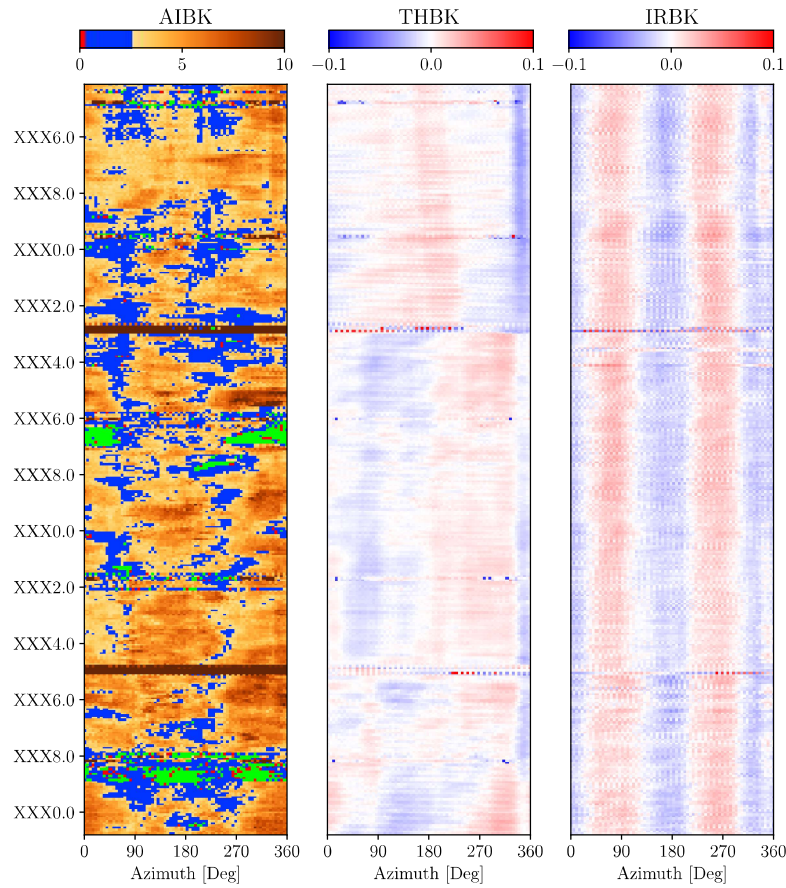 AIBK THBK IRBK
0 5 10 −0.1 0.0 0.1 −0.1 0.0 0.1
XXX6.0
XXX8.0
XXX0.0
XXX2.0
XXX4.0
XXX6.0
XXX8.0
XXX0.0
XXX2.0
XXX4.0
XXX6.0
XXX8.0
XXX0.0
0 90 180 270 360 0 90 180 270 360 0 90 180 270 360
Azimuth [Deg] Azimuth [Deg] Azimuth [Deg]